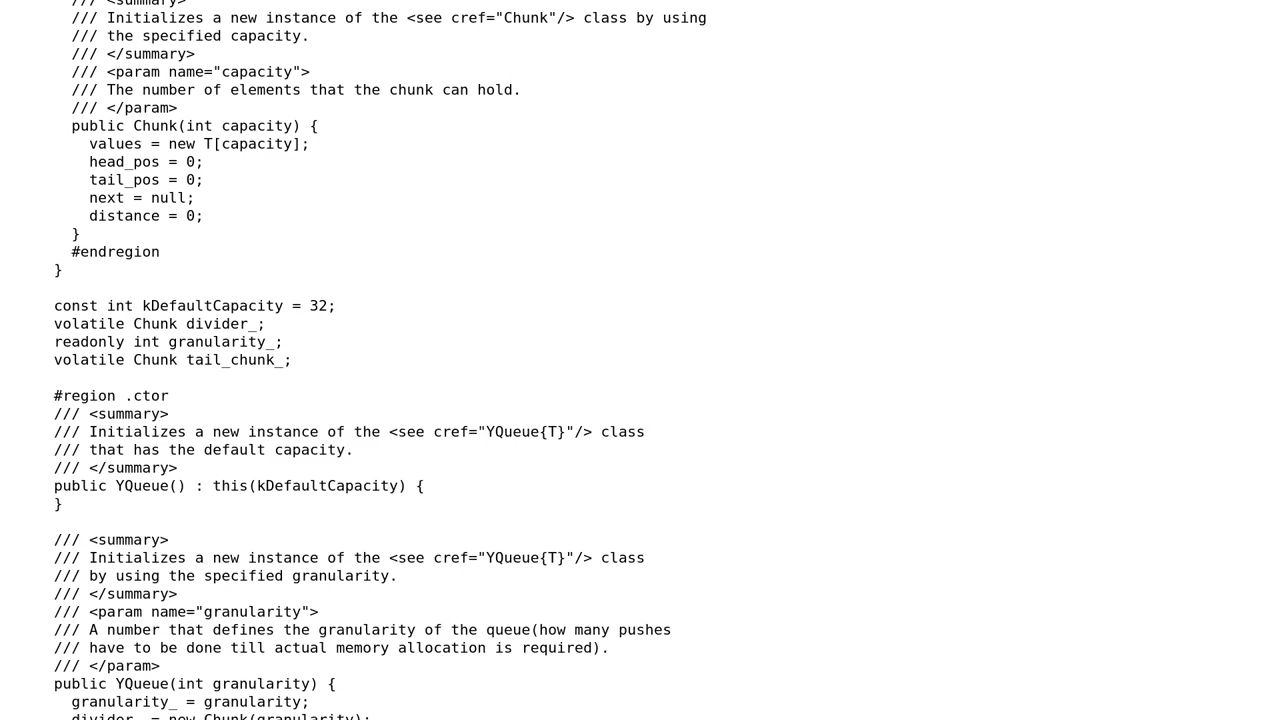 /// <summary>
/// Initializes a new instance of the <see cref="Chunk"/> class by using
/// the specified capacity.
/// </summary>
/// <param name="capacity">
/// The number of elements that the chunk can hold.
/// </param>
public Chunk(int capacity) {
values = new T[capacity];
head_pos = 0;
tail_pos = 0;
next = null;
distance = 0;
}
#endregion
}
const int kDefaultCapacity = 32;
volatile Chunk divider_;
readonly int granularity_;
volatile Chunk tail_chunk_;
#region .ctor
/// <summary>
/// Initializes a new instance of the <see cref="YQueue{T}"/> class
/// that has the default capacity.
/// </summary>
public YQueue() : this(kDefaultCapacity) {
}
/// <summary>
/// Initializes a new instance of the <see cref="YQueue{T}"/> class
/// by using the specified granularity.
/// </summary>
/// <param name="granularity">
/// A number that defines the granularity of the queue(how many pushes
/// have to be done till actual memory allocation is required).
/// </param>
public YQueue(int granularity) {
granularity_ = granularity;
divider_ = new Chunk(granularity);